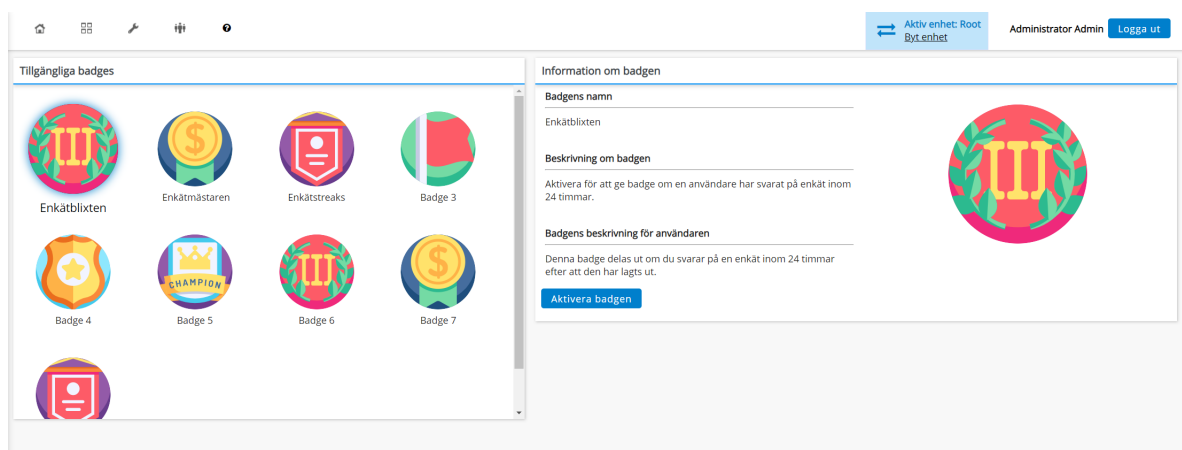 Aktiv enhet: Root
Byt enhet
Administrator Admin
Logga ut
Tillgängliga badges
Enkätblixten
Enkätmästaren
Enkätstreaks
Badge 3
CHAMPION
Badge 4
Badge 5
Badge 6
Badge 7
Information om badgen
Badgens namn
Enkätblixten
Beskrivning om badgen
Aktivera för att ge badge om en användare har svarat på enkät inom
24 timmar.
Badgens beskrivning för användaren
Denna badge delas ut om du svarar på en enkät inom 24 timmar
efter att den har lagts ut.
Aktivera badgen
III
III
III